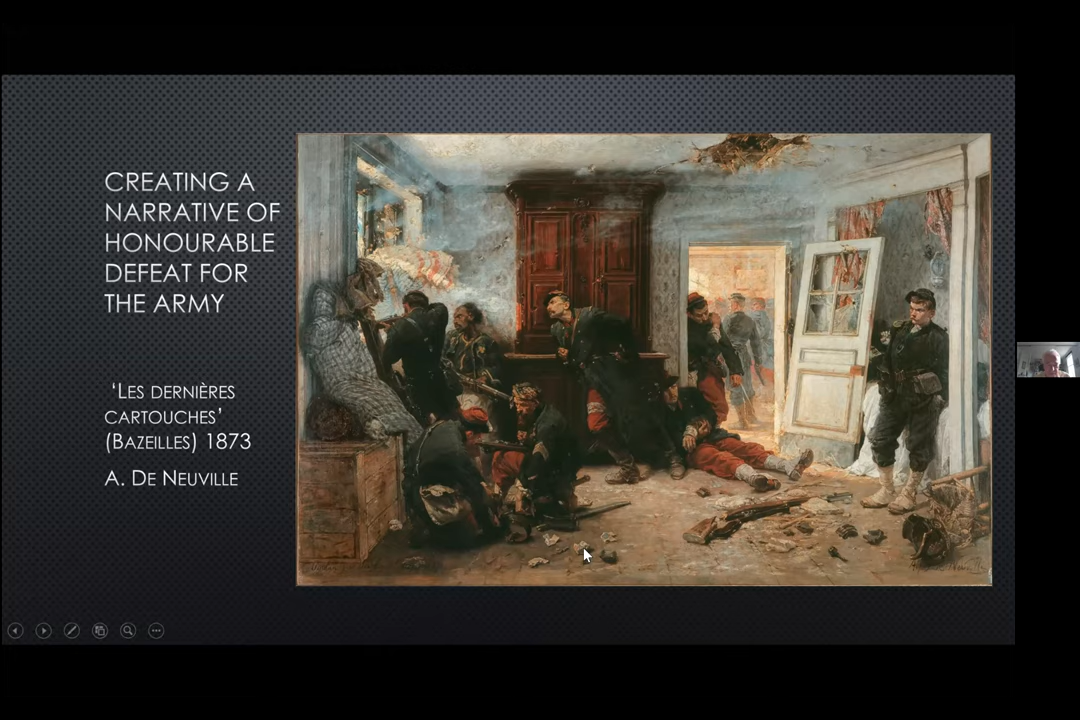 CREATING A
NARRATIVE OF
HONOURABLE
DEFEAT FOR
THE ARMY
‘LES DERNIÈRES
CARTOUCHES’
(BAZEILLES) 1873
A. DE NEUVILLE